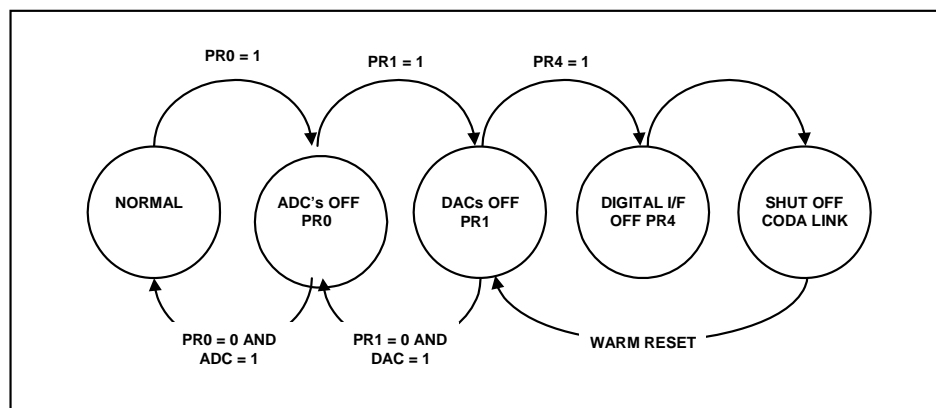 PR0 = 1
PR1 = 1
PR4 = 1
NORMAL
ADC's OFF
PR0
DACs OFF
PR1
DIGITAL I/F
OFF PR4
SHUT OFF
CODA LINK
PR0 = 0 AND
ADC = 1
PR1 = 0 AND
DAC = 1
WARM RESET